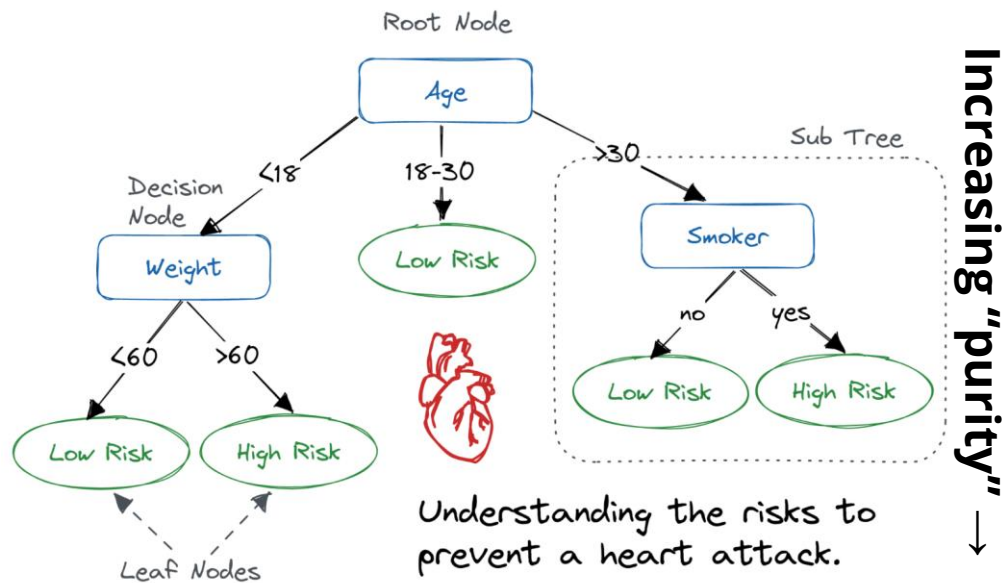 Root Node
Age
Sub Tree
<18
18-30
>30
Decision
Node
Weight
Low Risk
Smoker
<60
>60
no
yes
Low Risk
High Risk
Low Risk
High Risk
Leaf Nodes
Understanding the risks to
prevent a heart attack.
Increasing “purity” →